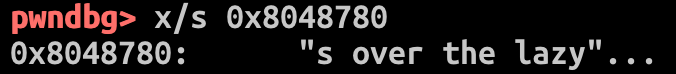 pwndbg> x/s 0x8048780
0x8048780:      "s over the lazy"...